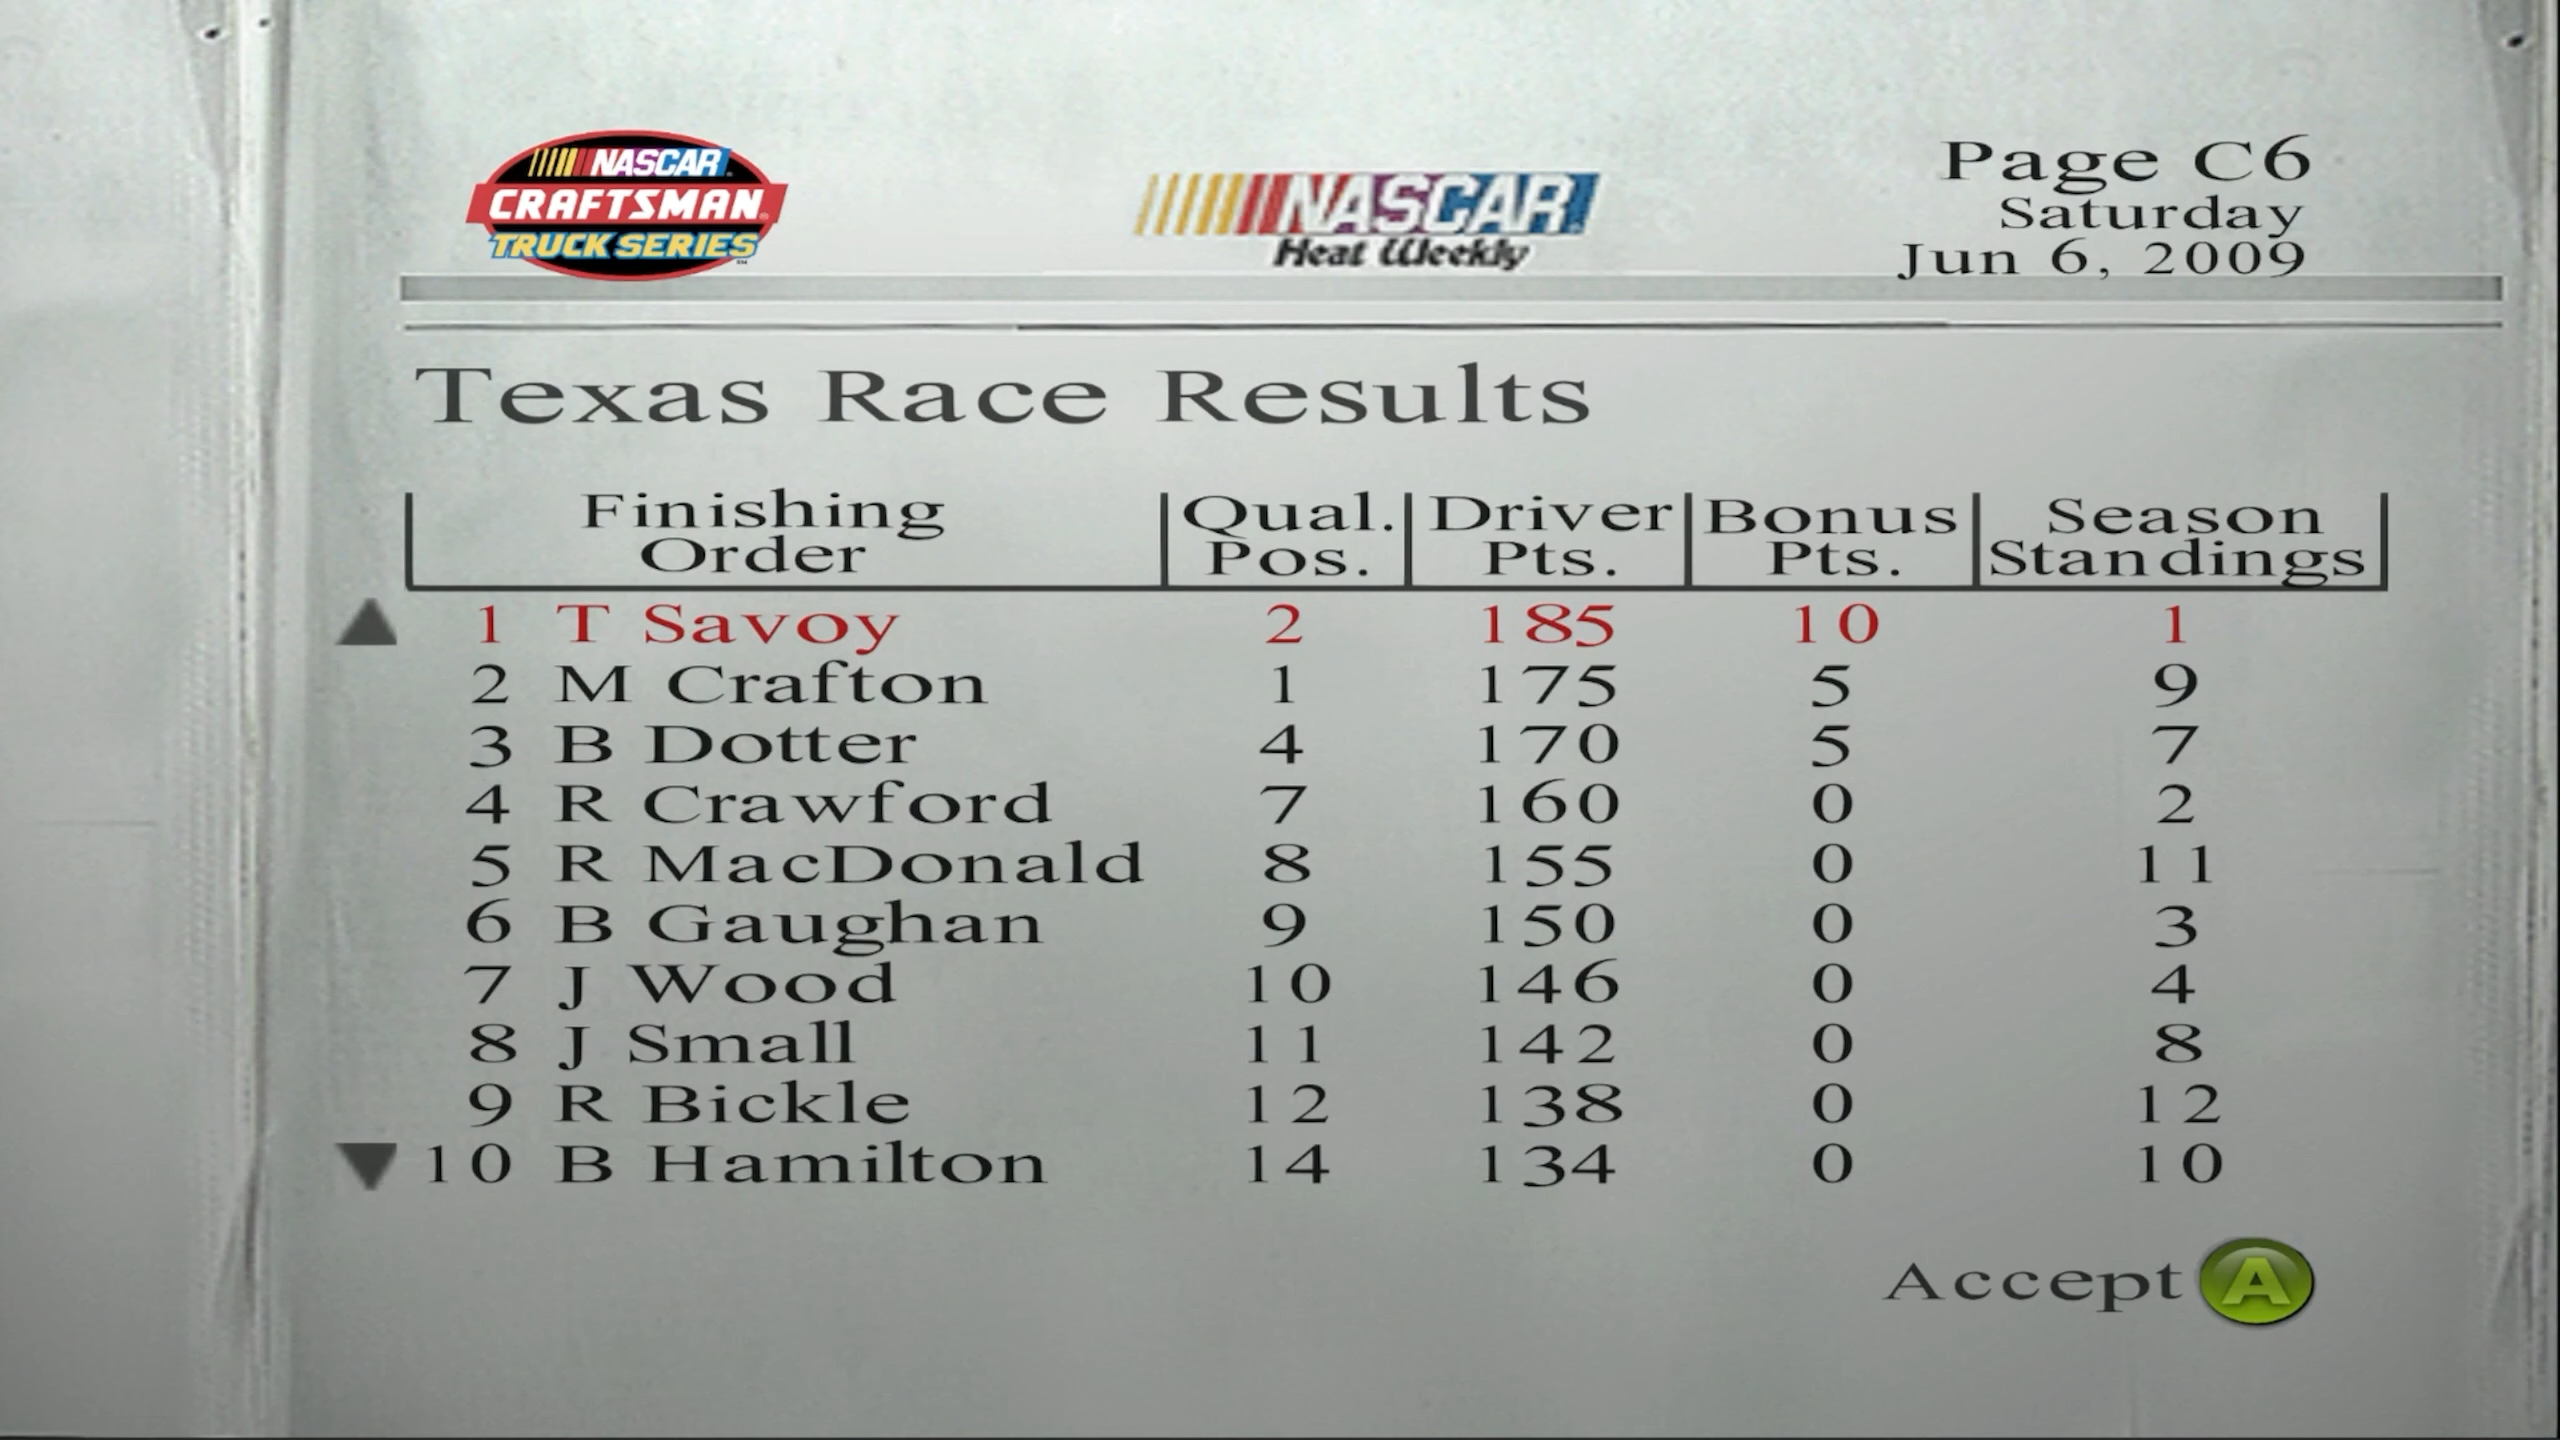 NASCAR
CRAFTSMAN
TRUCK SERIES
NASCAR
Heat Weekly
Page C6
Saturday
Jun 6, 2009
Texas Race Results
Finishing Order Qual. Pos. Driver Pts. Bonus Pts. Season Standings
1 T Savoy 2 185 10 1
2 M Crafton 1 175 5 9
3 B Dotter 4 170 5 7
4 R Crawford 7 160 0 2
5 R MacDonald 8 155 0 11
6 B Gaughan 9 150 0 3
7 J Wood 10 146 0 4
8 J Small 11 142 0 8
9 R Bickle 12 138 0 12
10 B Hamilton 14 134 0 10
Accept A